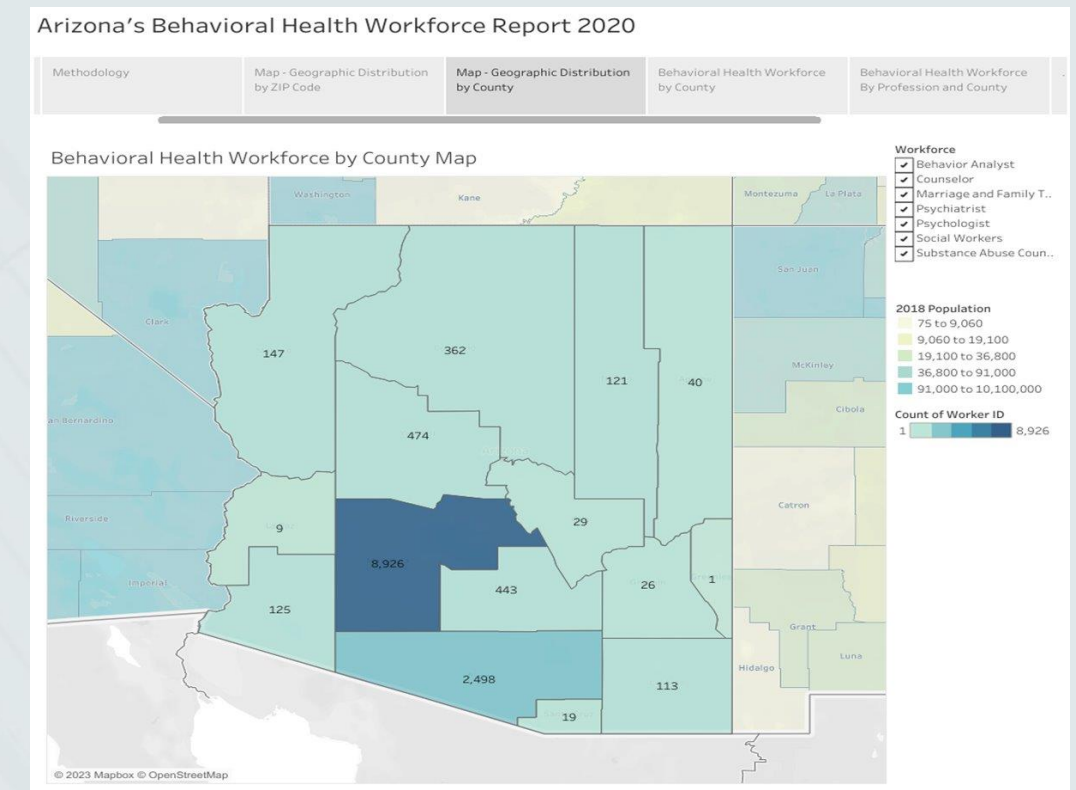 Arizona's Behavioral Health Workforce Report 2020
Methodology
Map - Geographic Distribution
by ZIP Code
Map - Geographic Distribution
by County
Behavioral Health Workforce
by County
Behavioral Health Workforce
By Profession and County
Behavioral Health Workforce by County Map
Workforce
Behavior Analyst
Counselor
Marriage and Family T..
Psychiatrist
Psychologist
Social Workers
Substance Abuse Coun..
2018 Population
75 to 9,060
9,060 to 19,100
19,100 to 36,800
36,800 to 91,000
91,000 to 10,100,000
Count of Worker ID
1 8,926
Washington
Kane
Montezuma
La Plata
San Juan
Clark
147
362
121
40
McKinley
Cibola
an Bernardino
474
Riverside
9
29
Catron
8,926
Imperial
443
26
1
125
Grant
Luna
Hidalgo
2,498
113
19
© 2023 Mapbox © OpenStreetMap